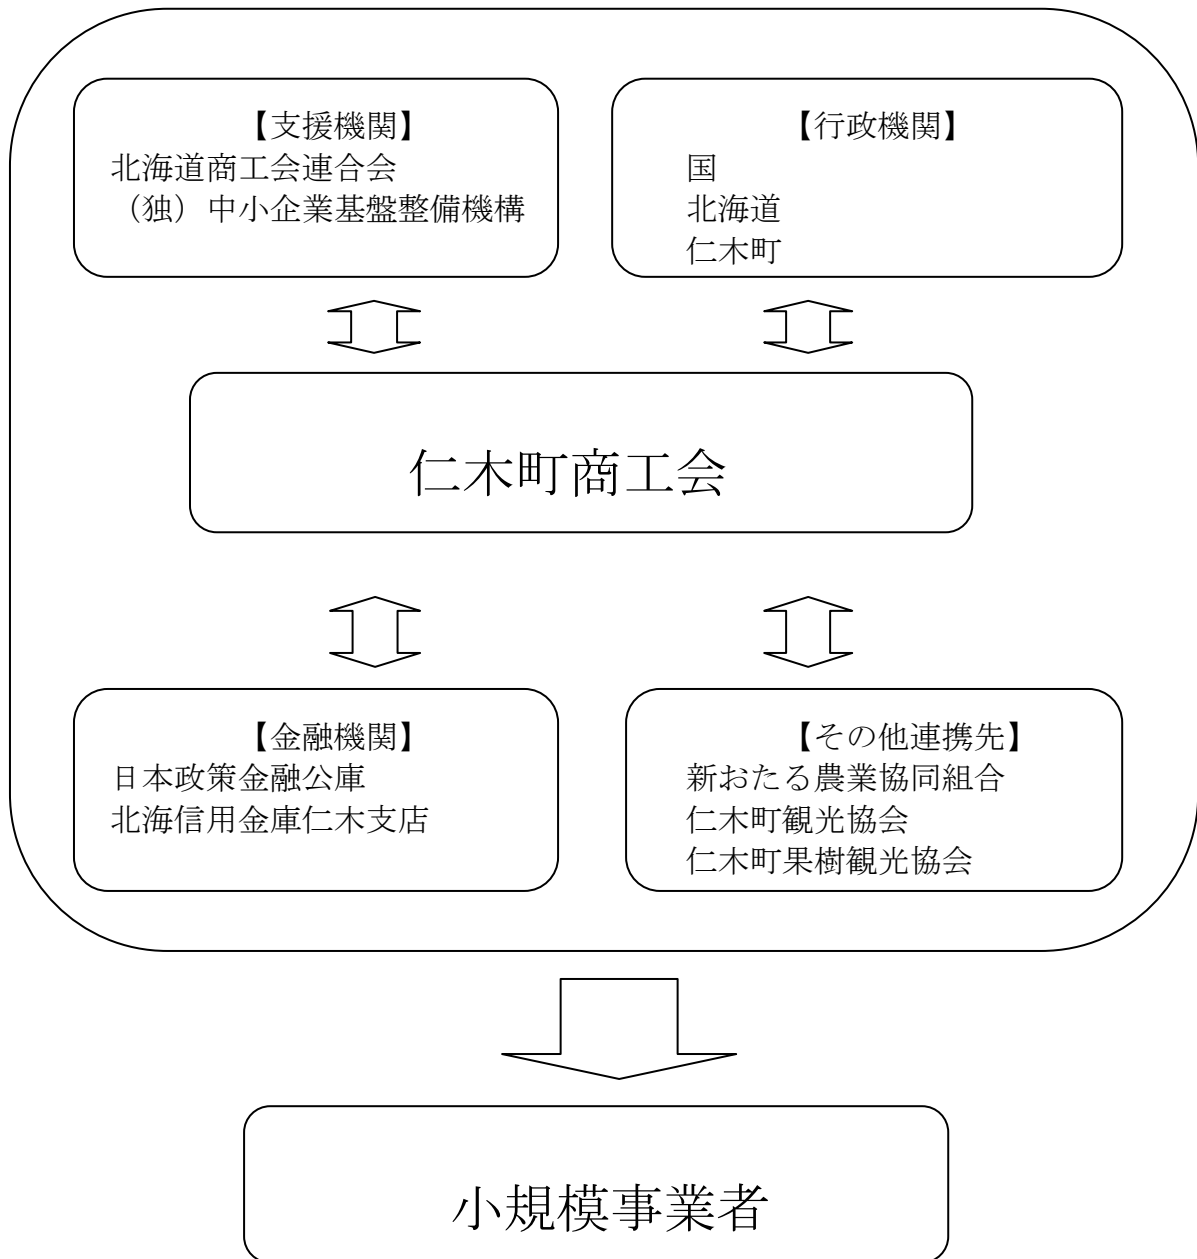 【支援機関】
北海道商工会連合会
（独）中小企業基盤整備機構
【行政機関】
国
北海道
仁木町
仁木町商工会
【金融機関】
日本政策金融公庫
北海信用金庫仁木支店
【その他連携先】
新おたる農業協同組合
仁木町観光協会
仁木町果樹観光協会
小規模事業者